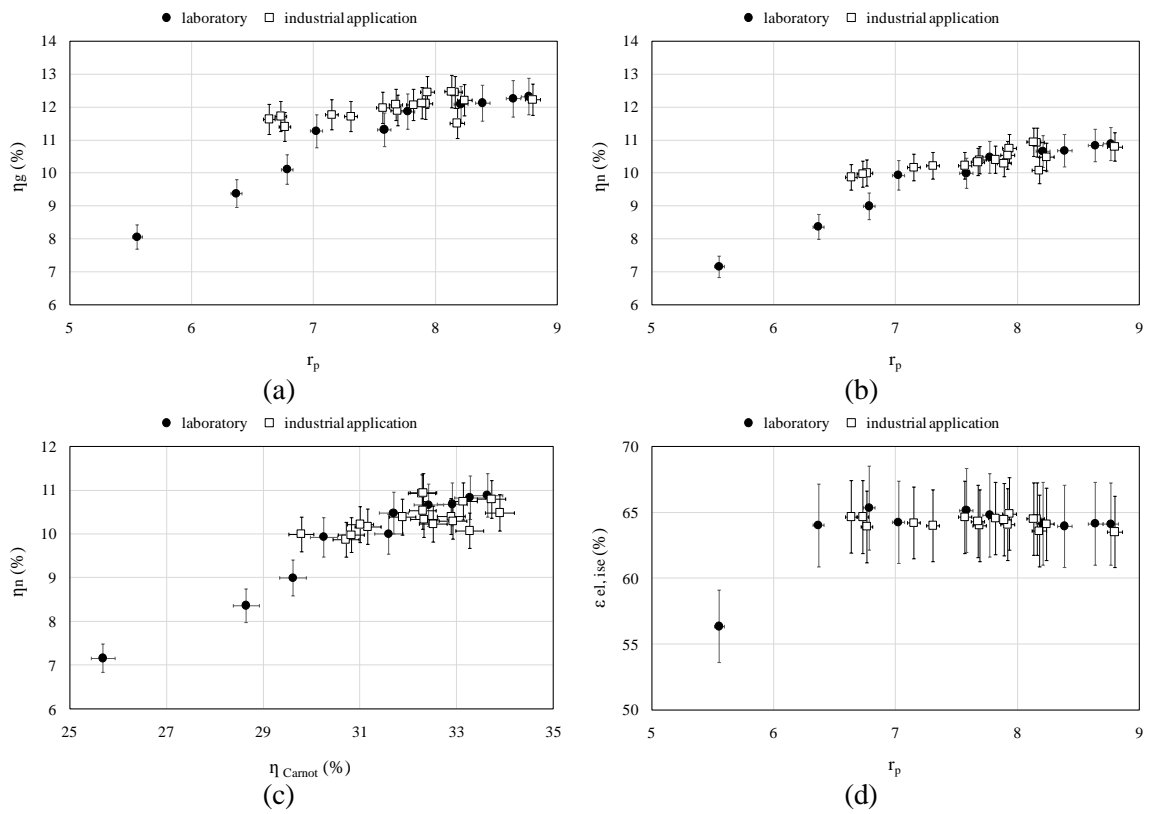 laboratory industrial application
14
13
12
11
10
9
8
7
6
ηg (%)
5 6 7 8 9
rp
(a)
laboratory industrial application
14
13
12
11
10
9
8
7
6
ηn (%)
5 6 7 8 9
rp
(b)
laboratory industrial application
12
11
10
9
8
7
6
ηn (%)
25 27 29 31 33 35
η Carnot (%)
(c)
laboratory industrial application
70
65
60
55
50
ε el, ise (%)
5 6 7 8 9
rp
(d)